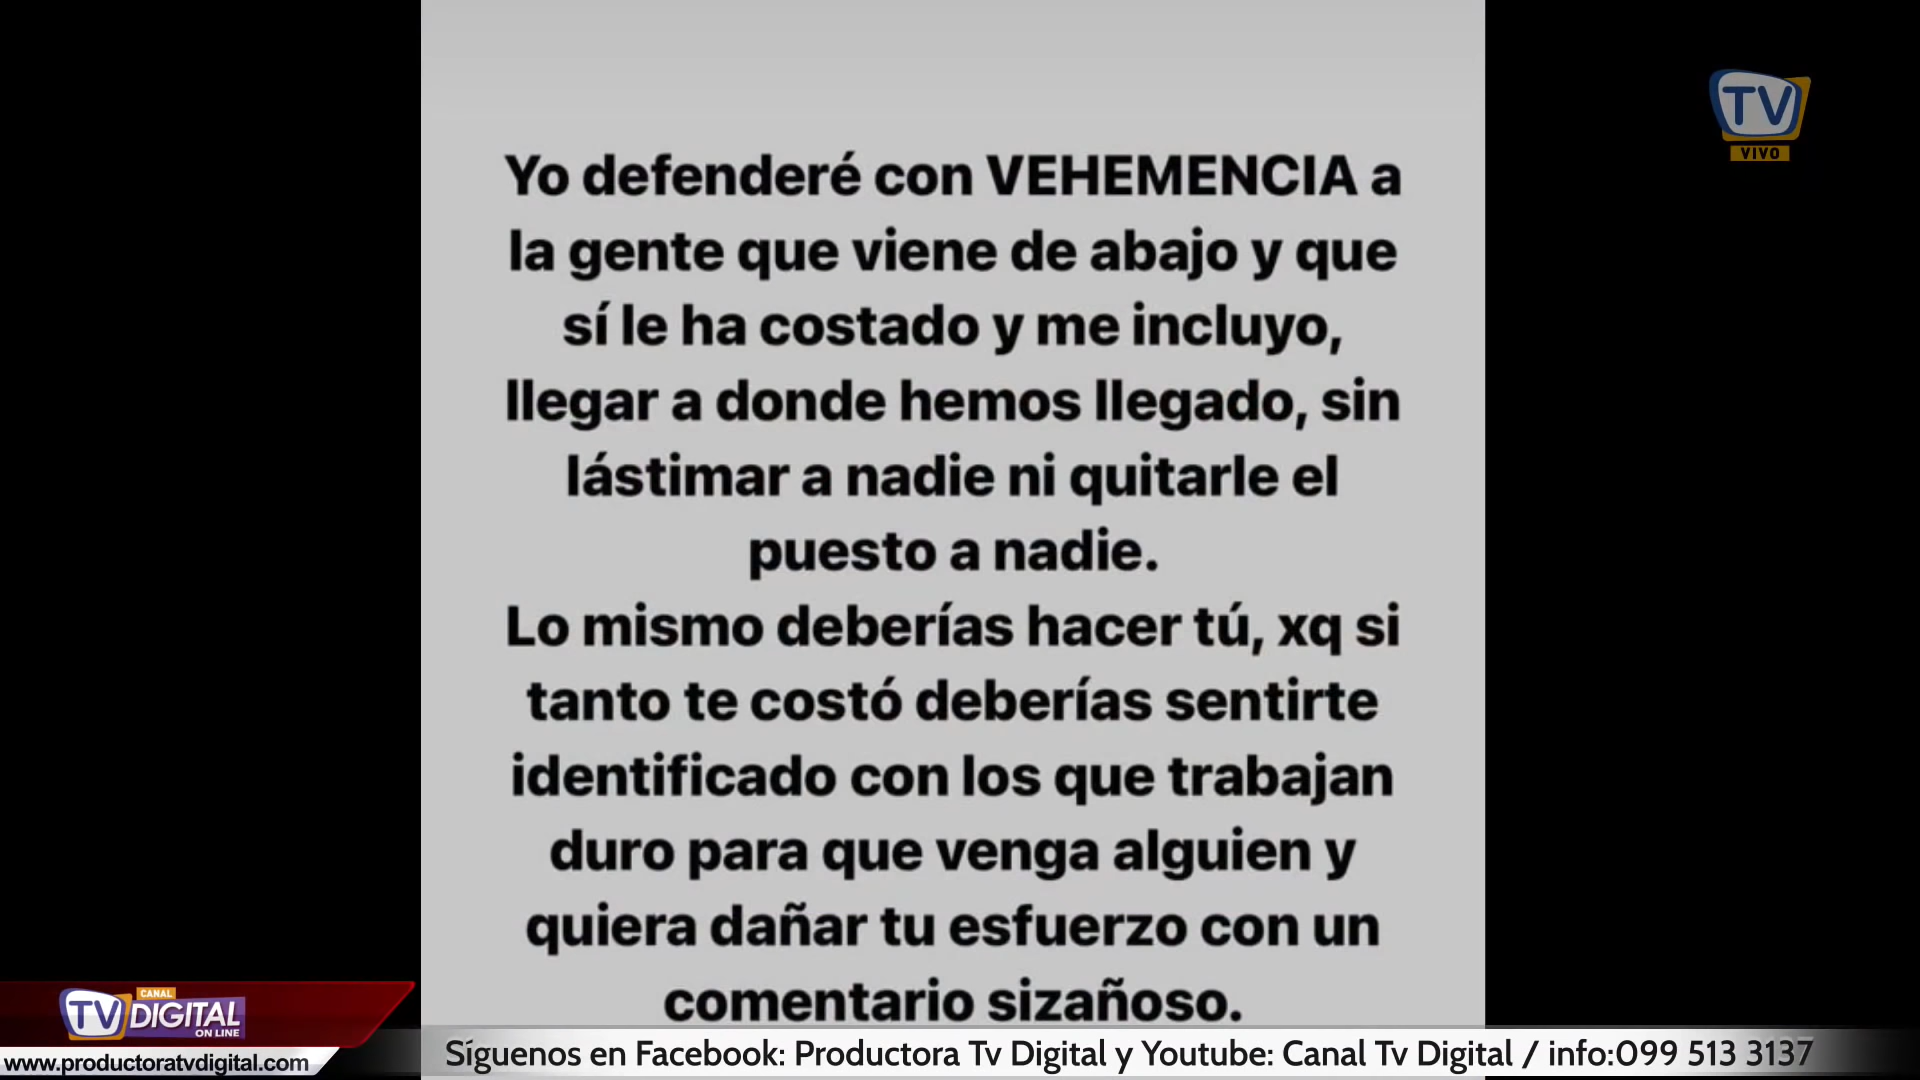 TV
VIVO
Yo defenderé con VEHEMENCIA a
la gente que viene de abajo y que
sí le ha costado y me incluyo,
llegar a donde hemos llegado, sin
lástimar a nadie ni quitarle el
puesto a nadie.
Lo mismo deberías hacer tú, xq si
tanto te costó deberías sentirte
identificado con los que trabajan
duro para que venga alguien y
quiera dañar tu esfuerzo con un
comentario sizañoso.
CANAL
TV DIGITAL
ON LINE
www.productoratvdigital.com
Síguenos en Facebook: Productora Tv Digital y Youtube: Canal Tv Digital / info:099 513 3137